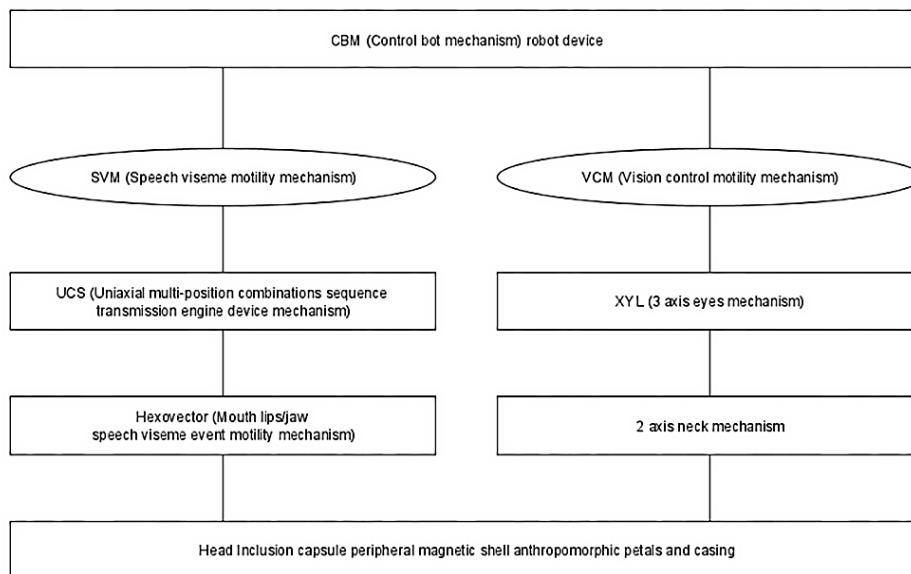 CBM (Control bot mechanism) robot device
SVM (Speech viseme motility mechanism)
VCM (Vision control motility mechanism)
UCS (Uniaxial multi-position combinations sequence
transmission engine device mechanism)
XYL (3 axis eyes mechanism)
Hexovector (Mouth lips/jaw
speech viseme event motility mechanism)
2 axis neck mechanism
Head Inclusion capsule peripheral magnetic shell anthropomorphic petals and casing